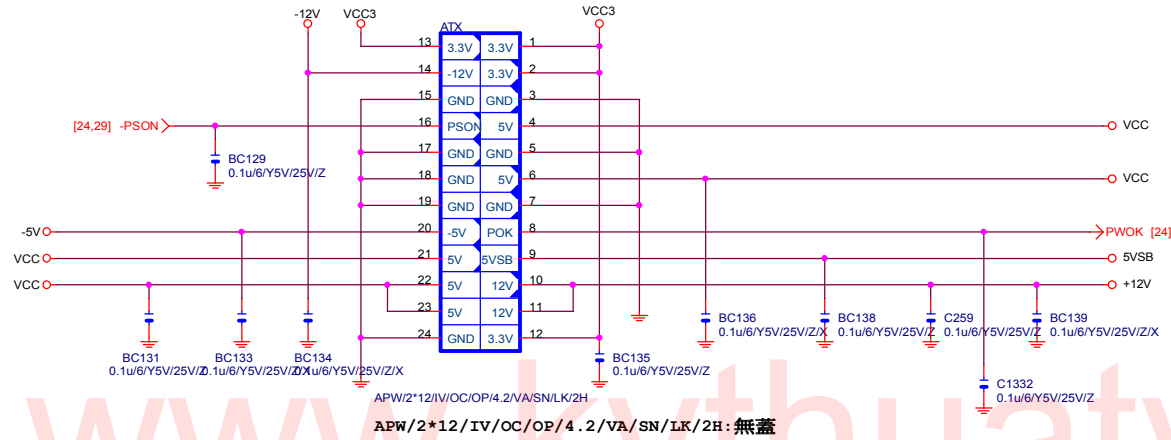 -12V
VCC3
VCC3
ATX
13 3.3V 3.3V 1
14 -12V 3.3V 2
15 GND GND 3
[24,29] -PSON 16 PSON 5V 4 VCC
17 GND GND 5
18 GND 5V 6 VCC
19 GND GND 7
-5V 20 -5V POK 8 PWOK [24]
VCC 21 5V 5VSB 9 5VSB
VCC 22 5V 12V 10 +12V
23 5V 12V 11
24 GND 3.3V 12
BC129
0.1u/6/Y5V/25V/Z
BC131
0.1u/6/Y5V/25V/Z
BC133
0.1u/6/Y5V/25V/Z/X
BC134
0.1u/6/Y5V/25V/Z/X
BC135
0.1u/6/Y5V/25V/Z
BC136
0.1u/6/Y5V/25V/Z/X
BC138
0.1u/6/Y5V/25V/Z
C259
0.1u/6/Y5V/25V/Z
BC139
0.1u/6/Y5V/25V/Z/X
C1332
0.1u/6/Y5V/25V/Z
APW/2*12/IV/OC/OP/4.2/VA/SN/LK/2H
APW/2*12/IV/OC/OP/4.2/VA/SN/LK/2H:無蓋